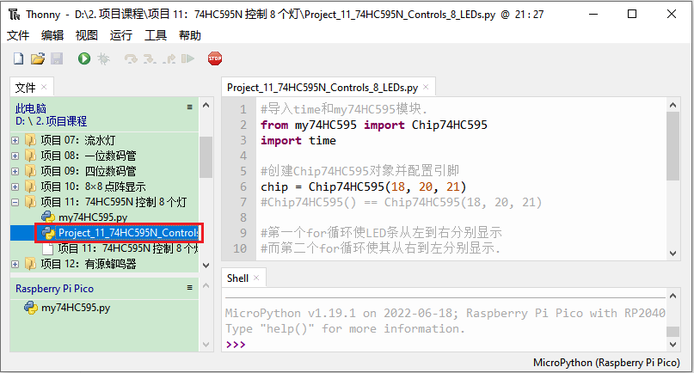 Thonny - D:\2. 项目课程\项目 11：74HC595N 控制 8 个灯\Project_11_74HC595N_Controls_8_LEDs.py @ 21 : 27
文件 编辑 视图 运行 工具 帮助
文件
此电脑
D: \ 2. 项目课程
项目 07：流水灯
项目 08：一位数码管
项目 09：四位数码管
项目 10：8×8 点阵显示
项目 11：74HC595N 控制 8 个灯
my74HC595.py
Project_11_74HC595N_Controls
项目 11：74HC595N 控制 8 个灯
项目 12：有源蜂鸣器
Raspberry Pi Pico
my74HC595.py
Project_11_74HC595N_Controls_8_LEDs.py
1 #导入time和my74HC595模块.
2 from my74HC595 import Chip74HC595
3 import time
4
5 #创建Chip74HC595对象并配置引脚
6 chip = Chip74HC595(18, 20, 21)
7 #Chip74HC595() == Chip74HC595(18, 20, 21)
8
9 #第一个for循环使LED条从左到右分别显示
10 #而第二个for循环使其从右到左分别显示.
Shell
MicroPython v1.19.1 on 2022-06-18; Raspberry Pi Pico with RP2040
Type "help()" for more information.
>>>
MicroPython (Raspberry Pi Pico)